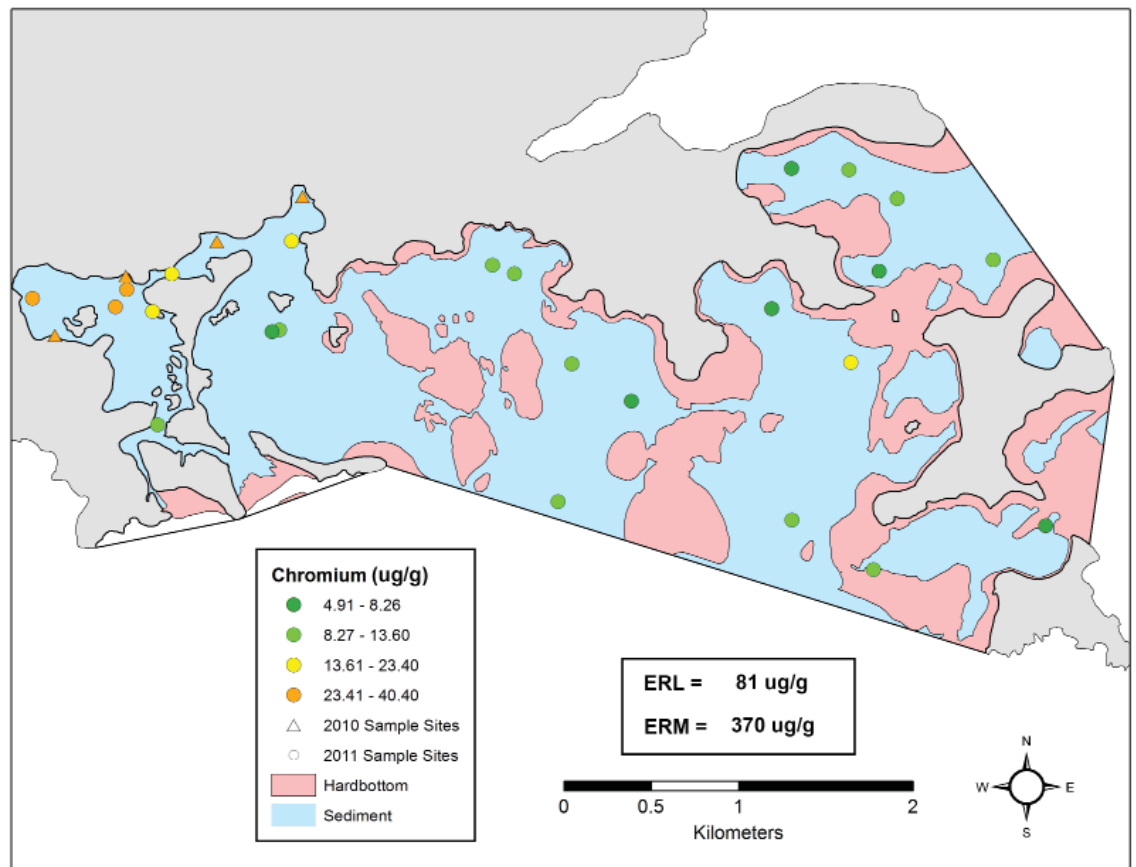 Chromium (ug/g)
4.91 - 8.26
8.27 - 13.60
13.61 - 23.40
23.41 - 40.40
2010 Sample Sites
2011 Sample Sites
Hardbottom
Sediment
ERL = 81 ug/g
ERM = 370 ug/g
0 0.5 1 2
Kilometers
N
W E
S